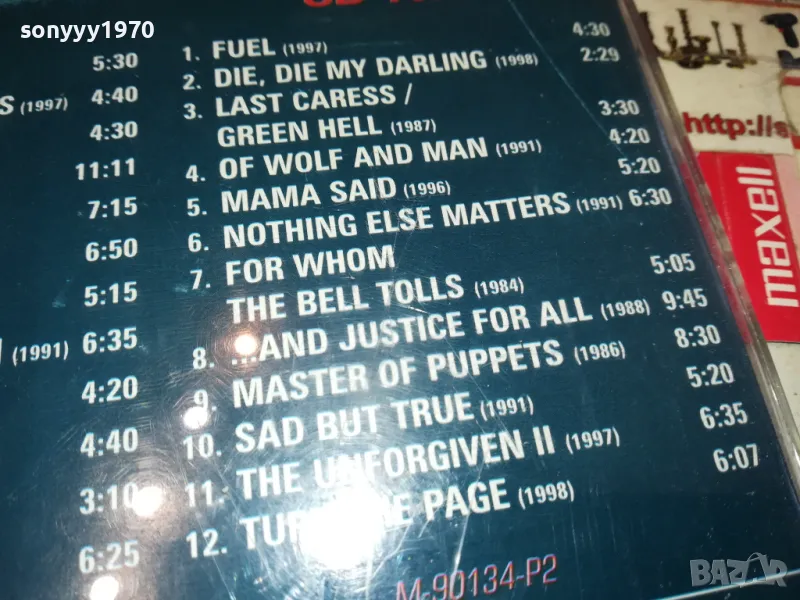 sonyyy1970
5:30
(1997) 4:40
4:30
11:11
7:15
6:50
5:15
(1991) 6:35
4:20
4:40
3:10
6:25
1. FUEL (1997) 4:30
2. DIE, DIE MY DARLING (1998) 2:29
3. LAST CARESS /
GREEN HELL (1987) 3:30
4. OF WOLF AND MAN (1991) 4:20
5. MAMA SAID (1996) 5:20
6. NOTHING ELSE MATTERS (1991) 6:30
7. FOR WHOM
THE BELL TOLLS (1984) 5:05
8. ...AND JUSTICE FOR ALL (1988) 9:45
9. MASTER OF PUPPETS (1986) 8:30
10. SAD BUT TRUE (1991) 5:20
11. THE UNFORGIVEN II (1997) 6:35
12. PAGE (1998) 6:07
M-90134-P2
http://s
maxell
BAZAR